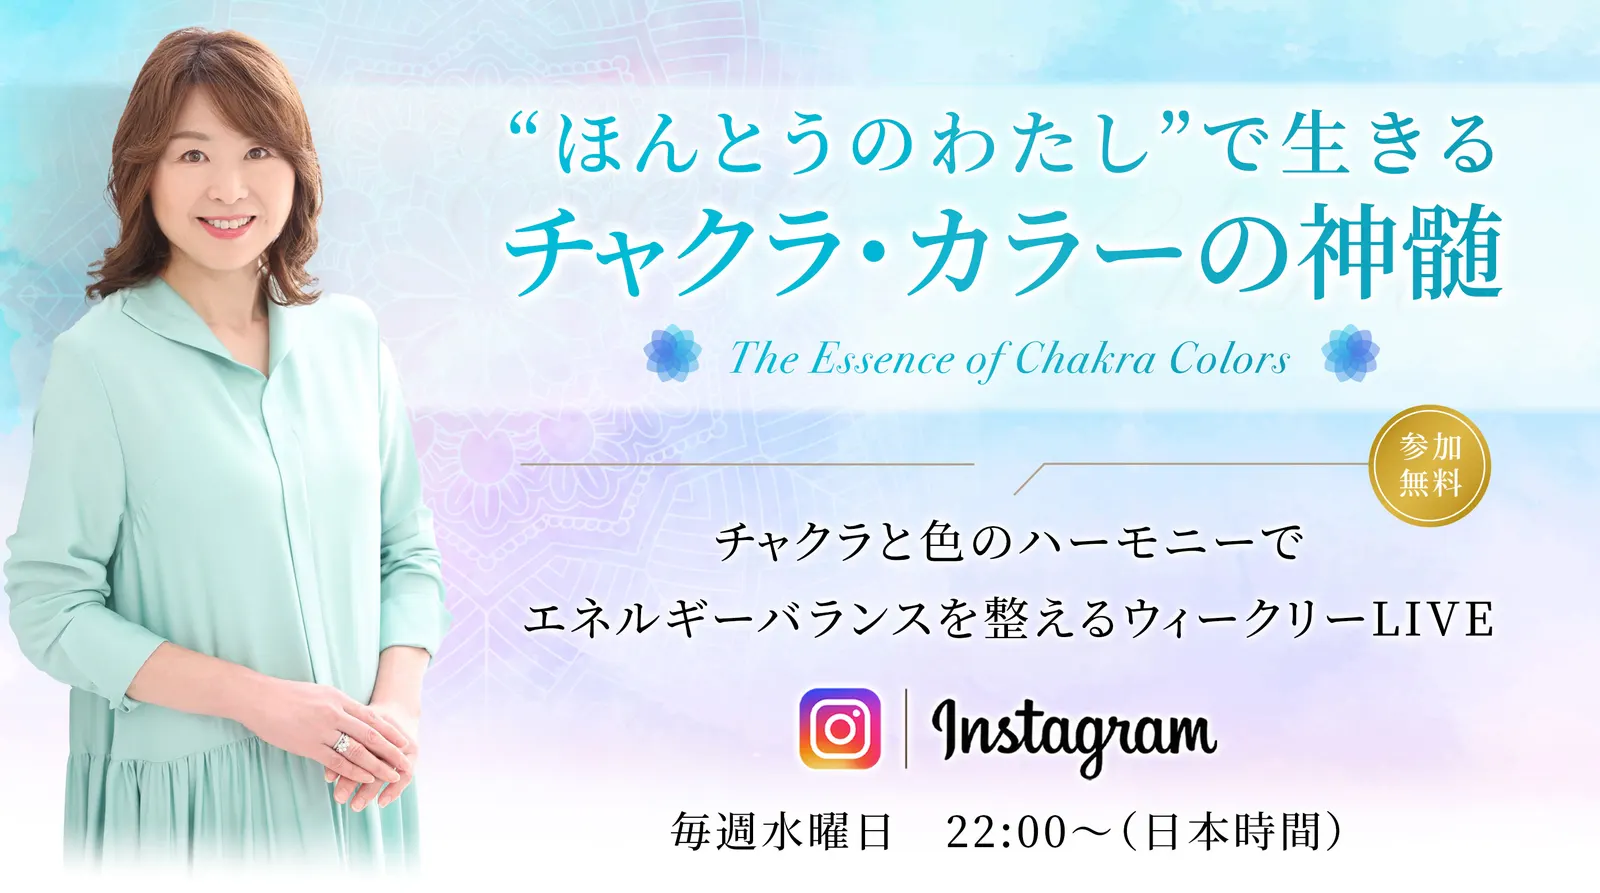 “ほんとうのわたし”で生きる
チャクラ・カラーの神髄
The Essence of Chakra Colors
参加
無料
チャクラと色のハーモニーで
エネルギーバランスを整えるウィークリーLIVE
Instagram
毎週水曜日　22:00〜（日本時間）